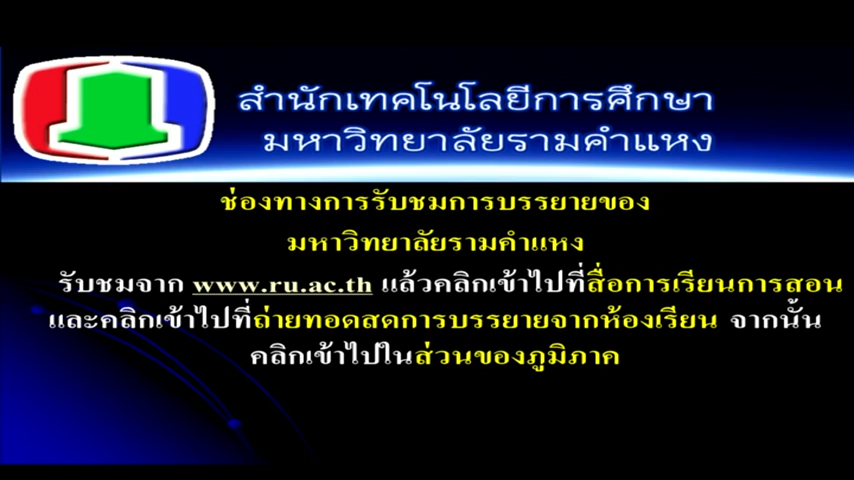 สำนักเทคโนโลยีการศึกษา
มหาวิทยาลัยรามคำแหง
ช่องทางการรับชมการบรรยายของ
มหาวิทยาลัยรามคำแหง
รับชมจาก www.ru.ac.th แล้วคลิกเข้าไปที่สื่อการเรียนการสอน
และคลิกเข้าไปที่ถ่ายทอดสดการบรรยายจากห้องเรียน จากนั้น
คลิกเข้าไปในส่วนของภูมิภาค